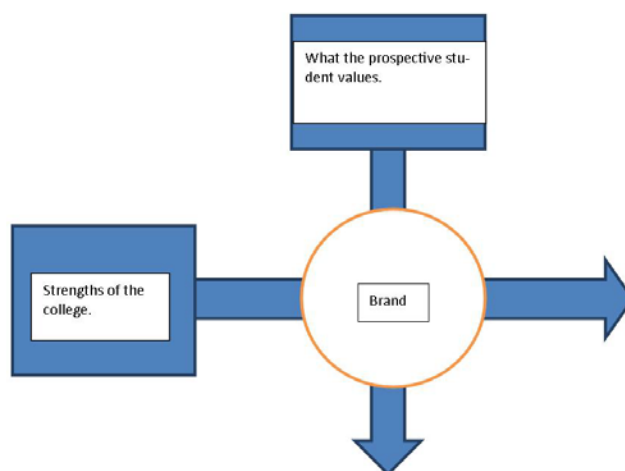 What the prospective stu-
dent values.
Strengths of the
college.
Brand